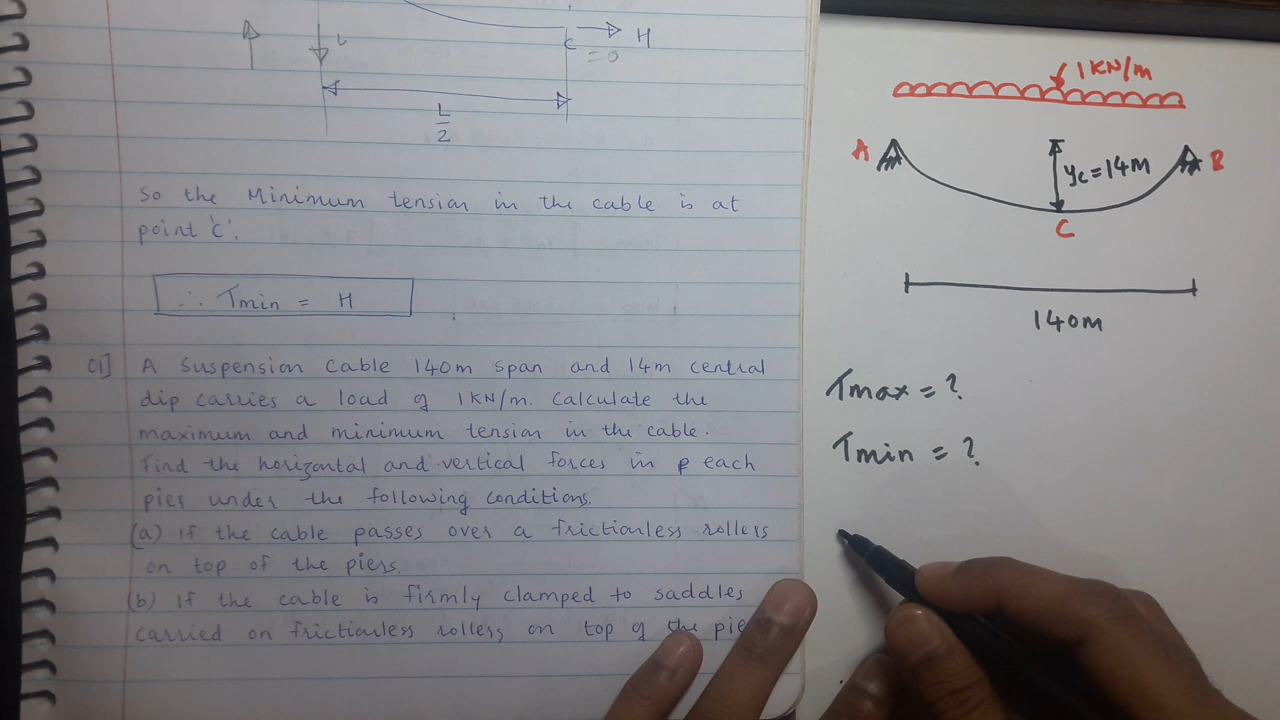 C
H
= 0
L
2
So the Minimum tension in the cable is at
point 'C'.
∴ Tmin = H
01] A Suspension Cable 140m span and 14m central
dip carries a load of 1KN/m. Calculate the
maximum and minimum tension in the cable.
Find the horizontal and vertical forces in each
pier under the following conditions.
(a) If the cable passes over a frictionless rollers
on top of the piers.
(b) If the cable is firmly clamped to saddles
carried on frictionless rollers on top of the pie
1KN/m
A
yc=14M
B
C
140m
Tmax = ?
Tmin = ?